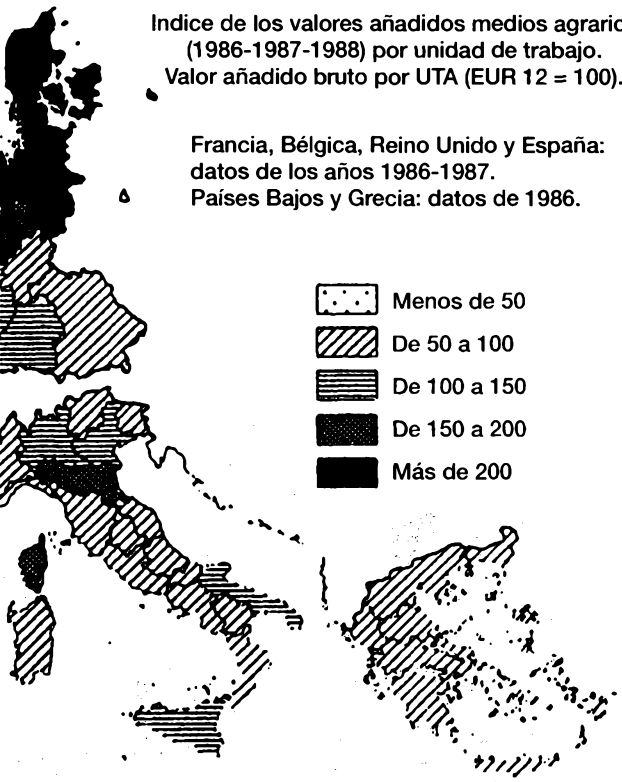 Indice de los valores añadidos medios agrario
(1986-1987-1988) por unidad de trabajo.
Valor añadido bruto por UTA (EUR 12 = 100).
Francia, Bélgica, Reino Unido y España:
datos de los años 1986-1987.
Países Bajos y Grecia: datos de 1986.
Menos de 50
De 50 a 100
De 100 a 150
De 150 a 200
Más de 200